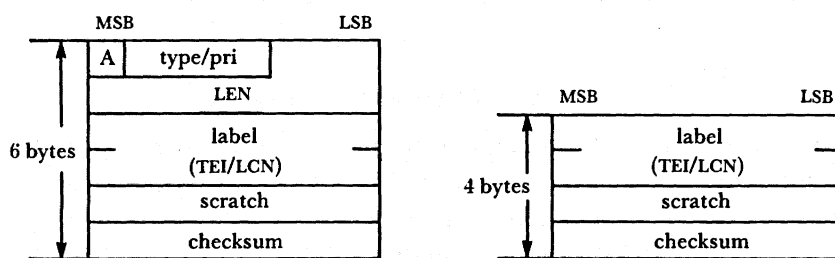 MSB LSB
A type/pri
LEN
6 bytes
label
(TEI/LCN)
scratch
checksum
MSB LSB
4 bytes
label
(TEI/LCN)
scratch
checksum